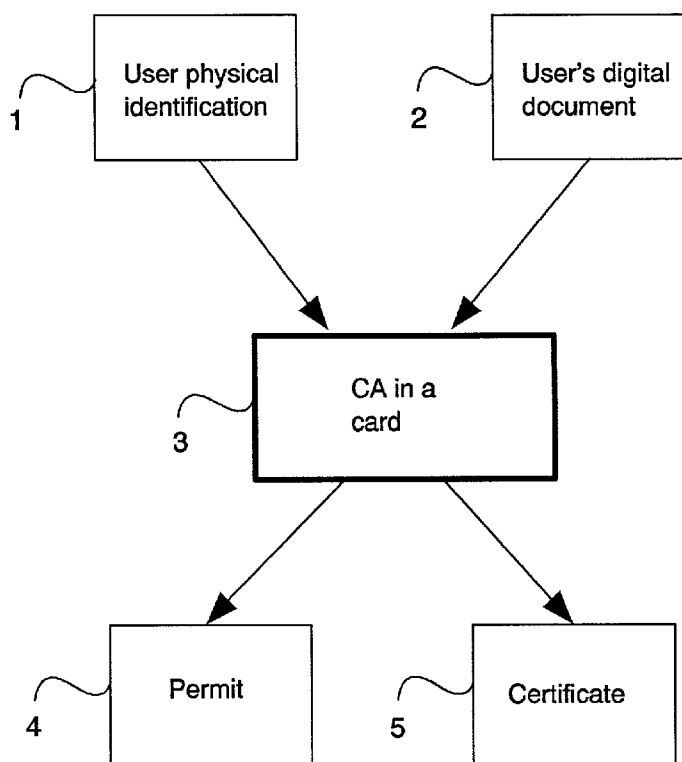 User physical
identification
1
User's digital
document
2
CA in a
card
3
Permit
4
Certificate
5